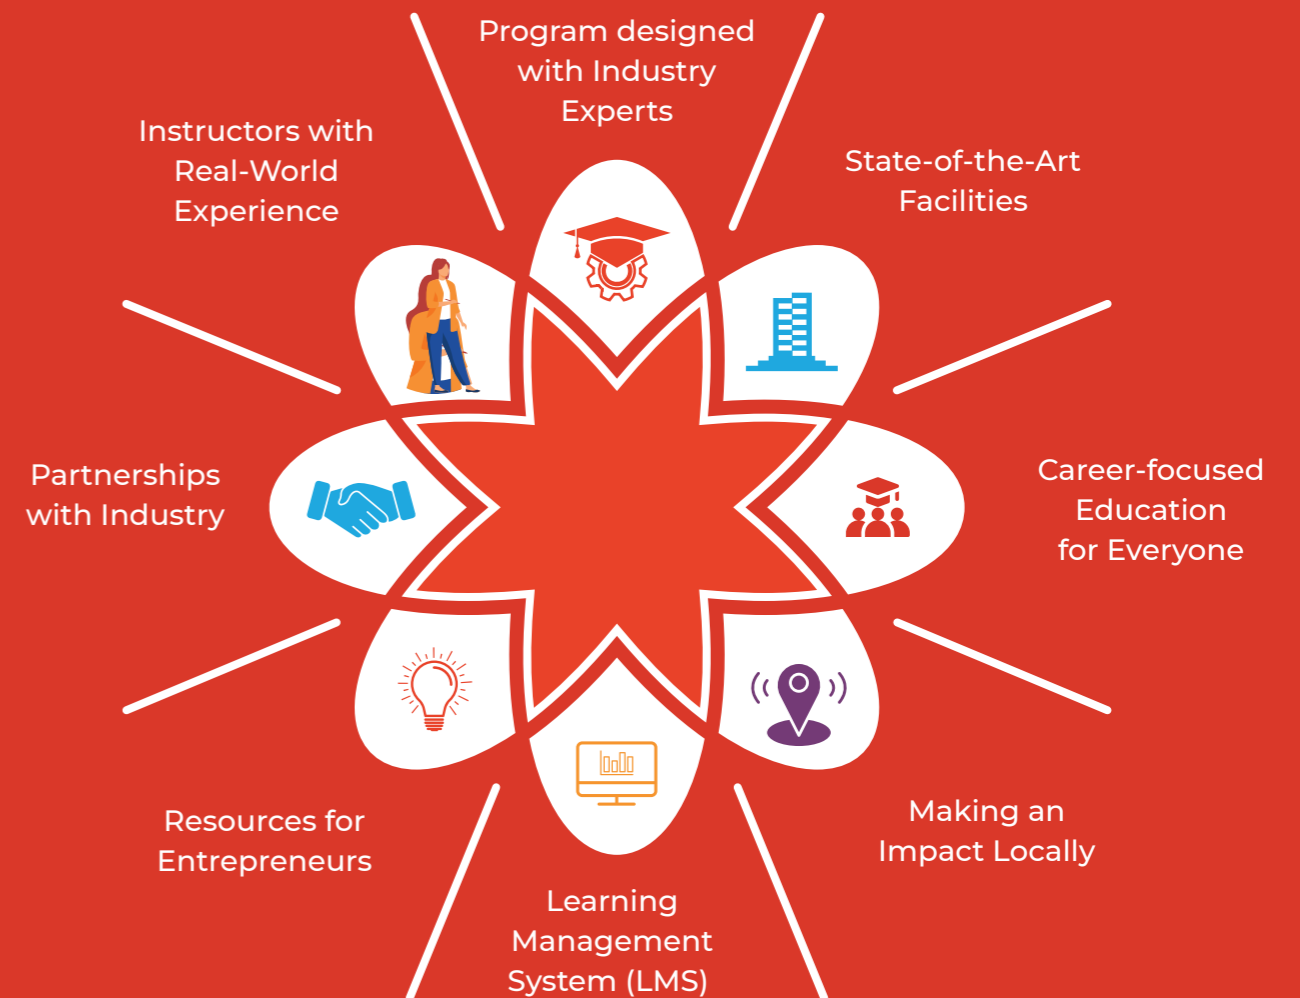 Program designed
with Industry
Experts
State-of-the-Art
Facilities
Career-focused
Education
for Everyone
Making an
Impact Locally
Learning
Management
System (LMS)
Resources for
Entrepreneurs
Partnerships
with Industry
Instructors with
Real-World
Experience